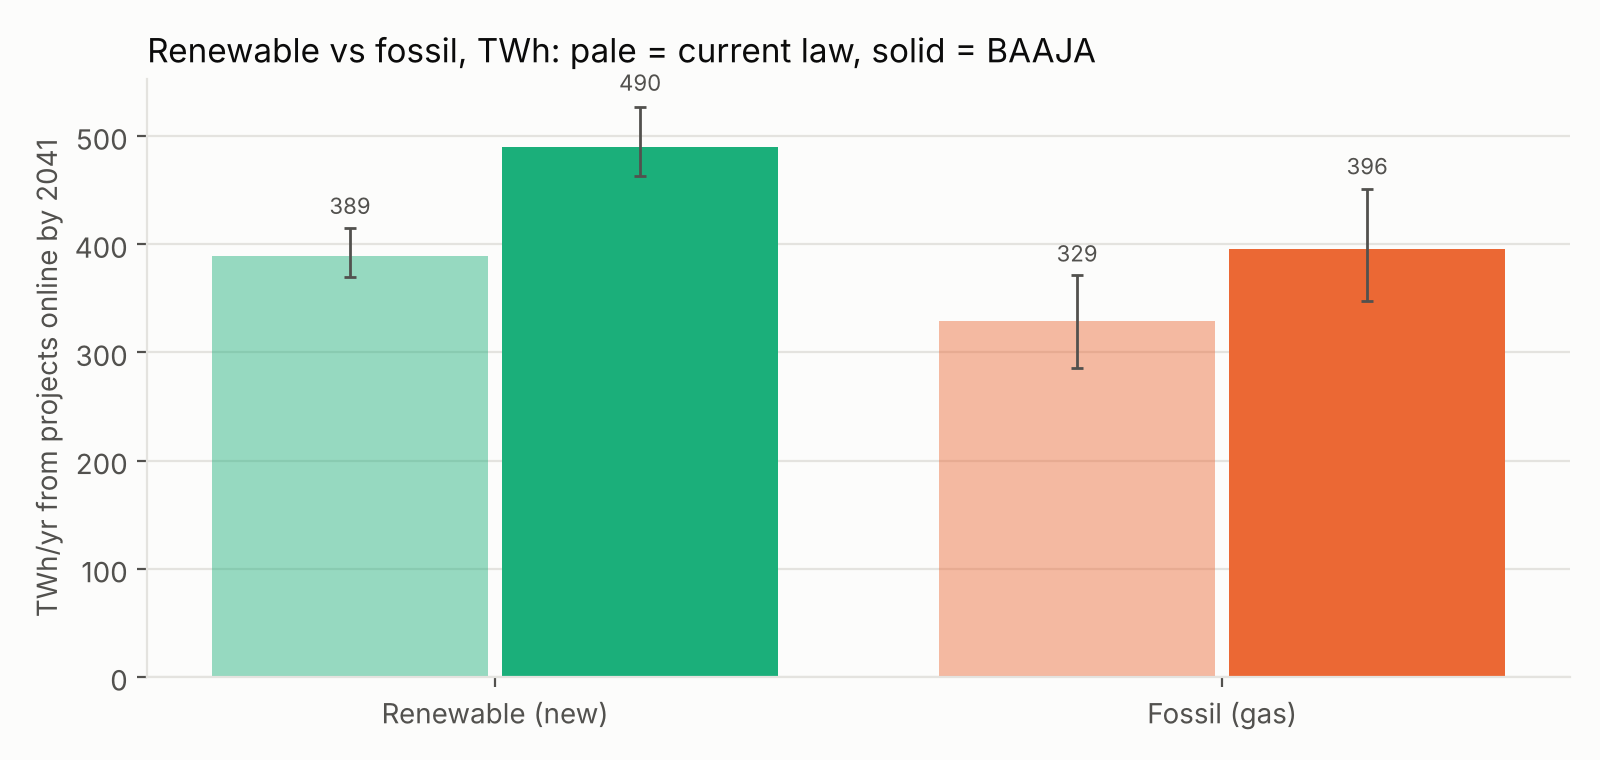 Renewable vs fossil, TWh: pale = current law, solid = BAAJA
TWh/yr from projects online by 2041
500
400
300
200
100
0
389
490
329
396
Renewable (new)
Fossil (gas)